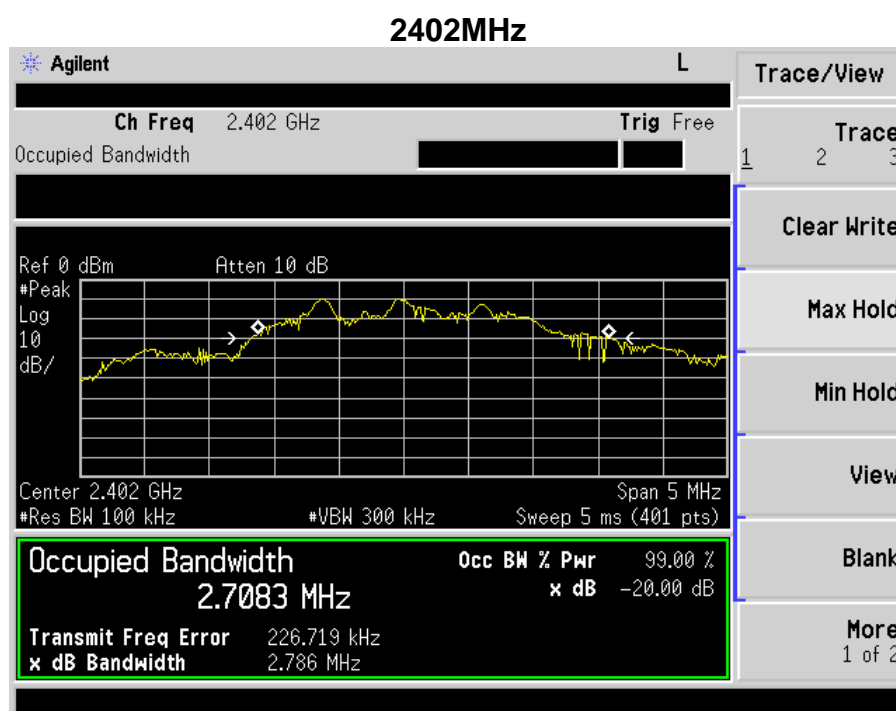 2402MHz
Agilent L
Trace/View
Ch Freq 2.402 GHz Trig Free
Occupied Bandwidth
Trace
1 2 3
Clear Write
Ref 0 dBm Atten 10 dB
#Peak
Log
10
dB/
Max Hold
Min Hold
View
Center 2.402 GHz Span 5 MHz
#Res BW 100 kHz #VBW 300 kHz Sweep 5 ms (401 pts)
Occupied Bandwidth Occ BW % Pwr 99.00 %
2.7083 MHz x dB -20.00 dB
Blank
Transmit Freq Error 226.719 kHz
x dB Bandwidth 2.786 MHz
More
1 of 2